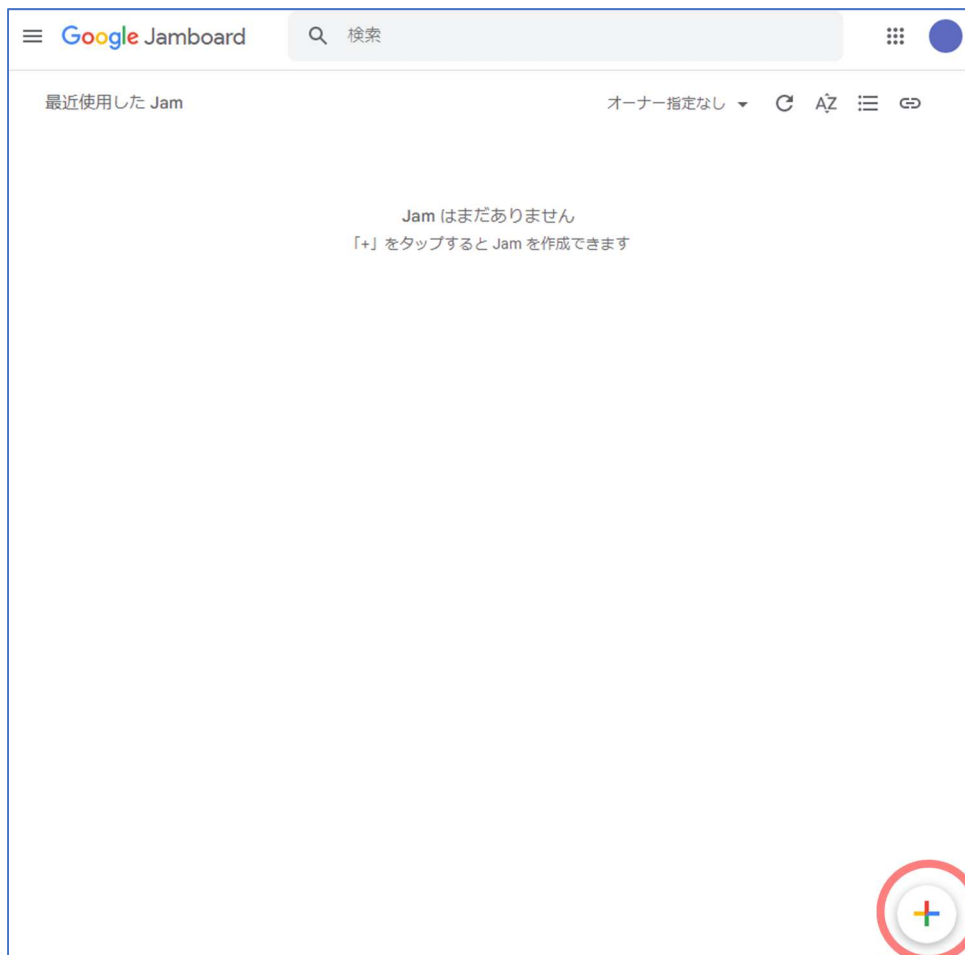 Google Jamboard
検索
最近使用した Jam
オーナー指定なし
AZ
Jam はまだありません
「+」をタップすると Jam を作成できます